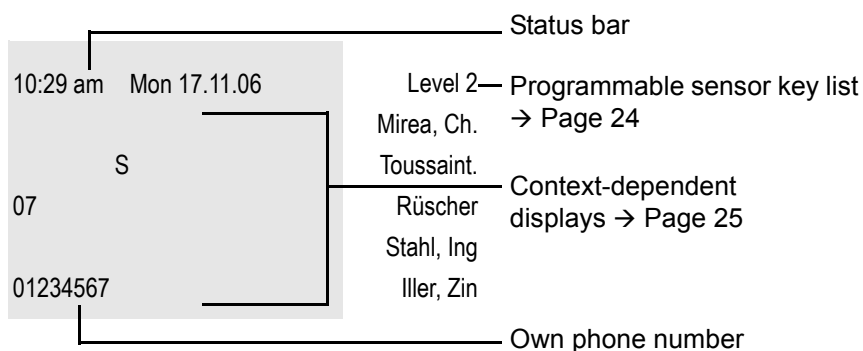 Status bar
10:29 am Mon 17.11.06 Level 2
Programmable sensor key list
→ Page 24
Mirea, Ch.
S Toussaint.
Context-dependent
displays → Page 25
07 Rüscher
Stahl, Ing
01234567 Iller, Zin
Own phone number